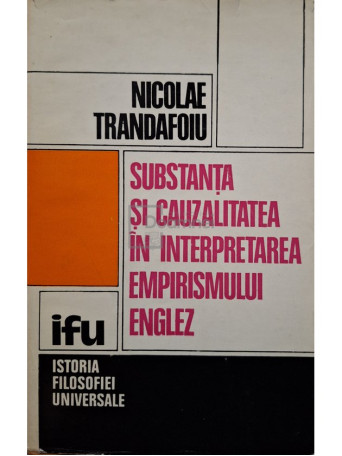 NICOLAE
TRANDAFOIU
SUBSTANȚA
ȘI CAUZALITATEA
ÎN INTERPRETAREA
EMPIRISMULUI
ENGLEZ
ifu
ISTORIA
FILOSOFIEI
UNIVERSALE